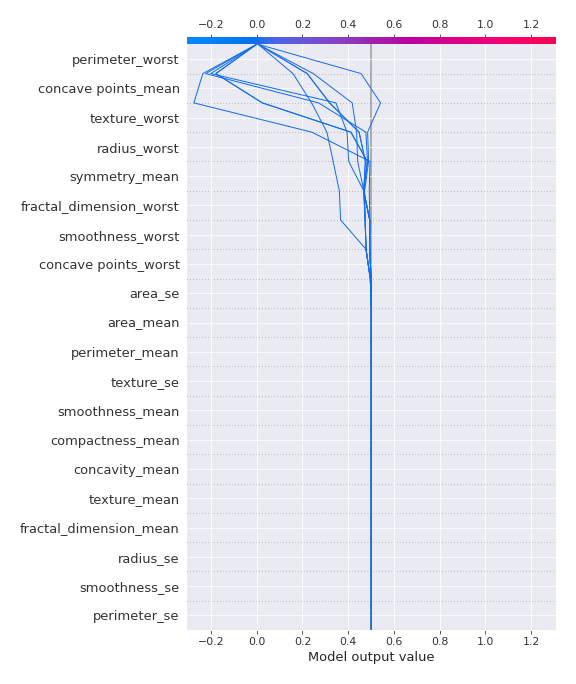 −0.2 0.0 0.2 0.4 0.6 0.8 1.0 1.2
perimeter_worst
concave points_mean
texture_worst
radius_worst
symmetry_mean
fractal_dimension_worst
smoothness_worst
concave points_worst
area_se
area_mean
perimeter_mean
texture_se
smoothness_mean
compactness_mean
concavity_mean
texture_mean
fractal_dimension_mean
radius_se
smoothness_se
perimeter_se
−0.2 0.0 0.2 0.4 0.6 0.8 1.0 1.2
Model output value